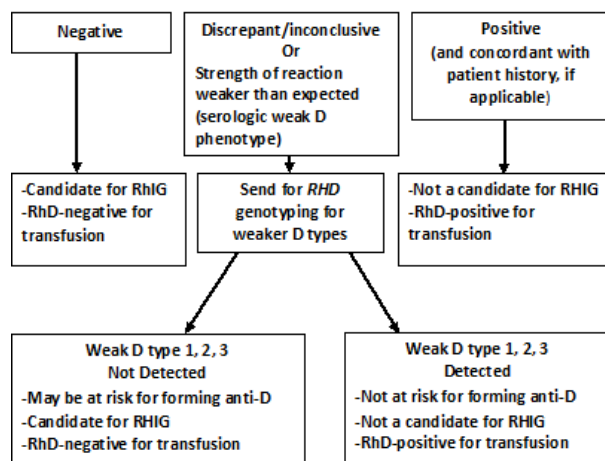 Negative
Discrepant/inconclusive
Or
Strength of reaction
weaker than expected
(serologic weak D
phenotype)
Positive
(and concordant with
patient history, if
applicable)
-Candidate for RhIG
-RhD-negative for
transfusion
Send for RHD
genotyping for
weaker D types
-Not a candidate for RHIG
-RhD-positive for
transfusion
Weak D type 1, 2, 3
Not Detected
-May be at risk for forming anti-D
-Candidate for RHIG
-RhD-negative for transfusion
Weak D type 1, 2, 3
Detected
-Not at risk for forming anti-D
-Not a candidate for RHIG
-RhD-positive for transfusion